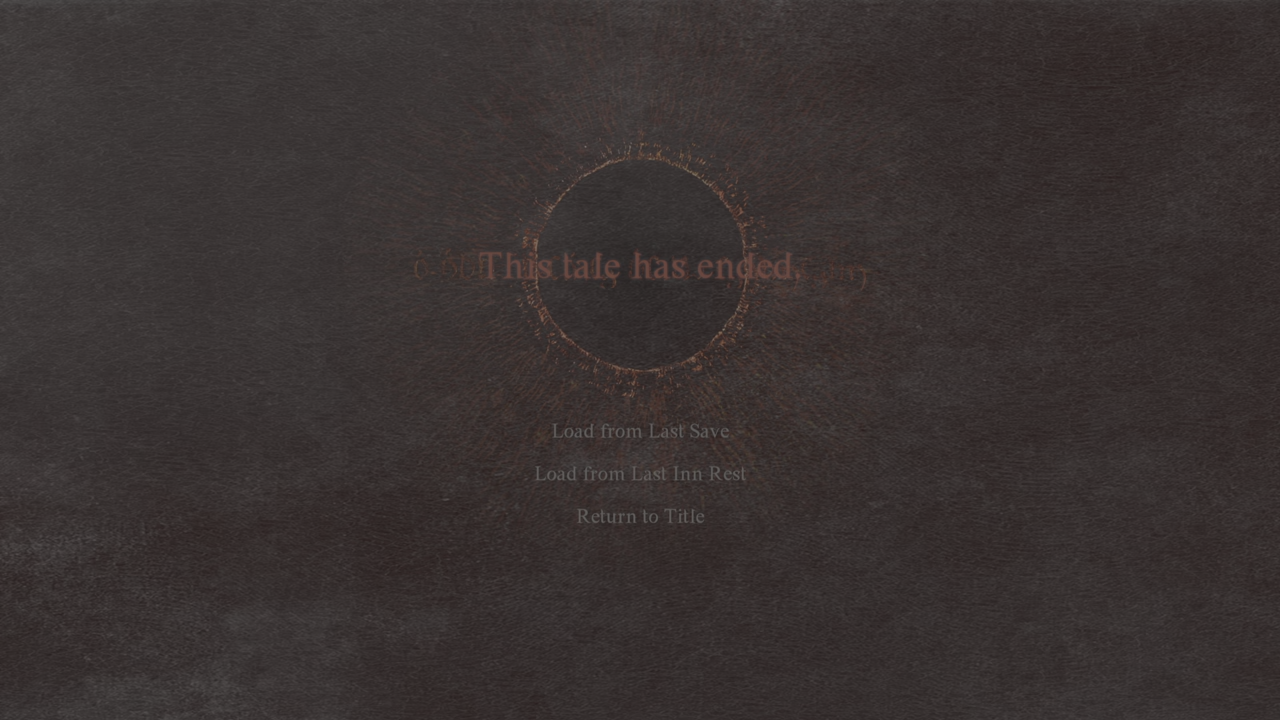 This tale has ended.
Load from Last Save
Load from Last Inn Rest
Return to Title